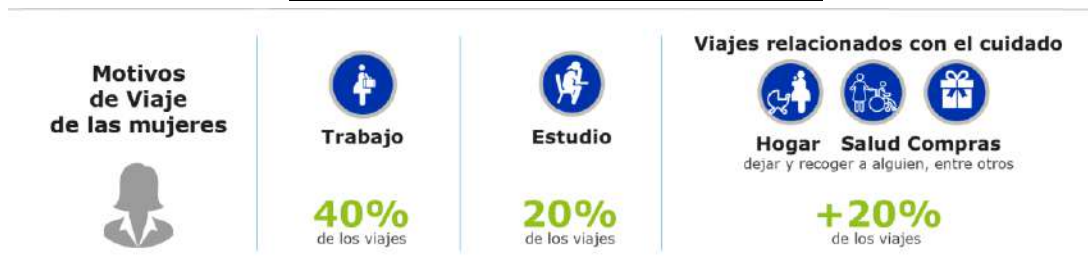 Motivos
de Viaje
de las mujeres
Trabajo
40%
de los viajes
Estudio
20%
de los viajes
Viajes relacionados con el cuidado
Hogar Salud Compras
dejar y recoger a alguien, entre otros
+20%
de los viajes